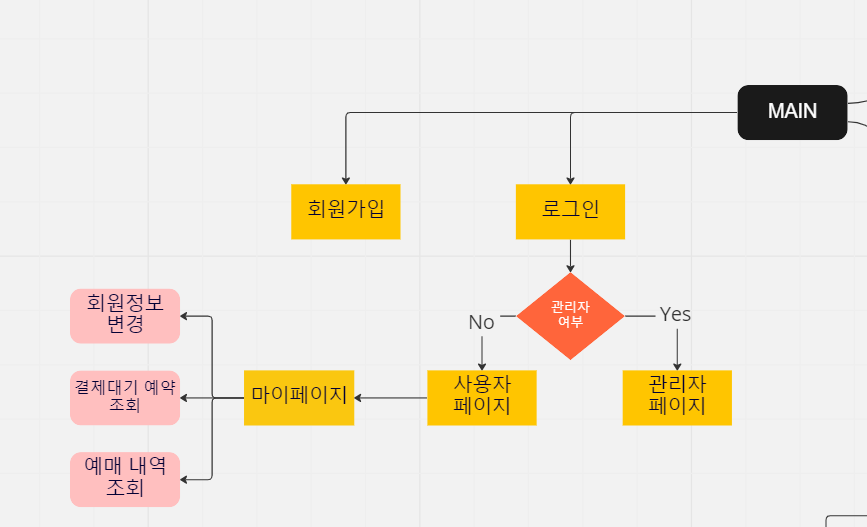 MAIN
회원가입
로그인
관리자
여부
No
Yes
회원정보
변경
결제대기 예약
조회
예매 내역
조회
마이페이지
사용자
페이지
관리자
페이지